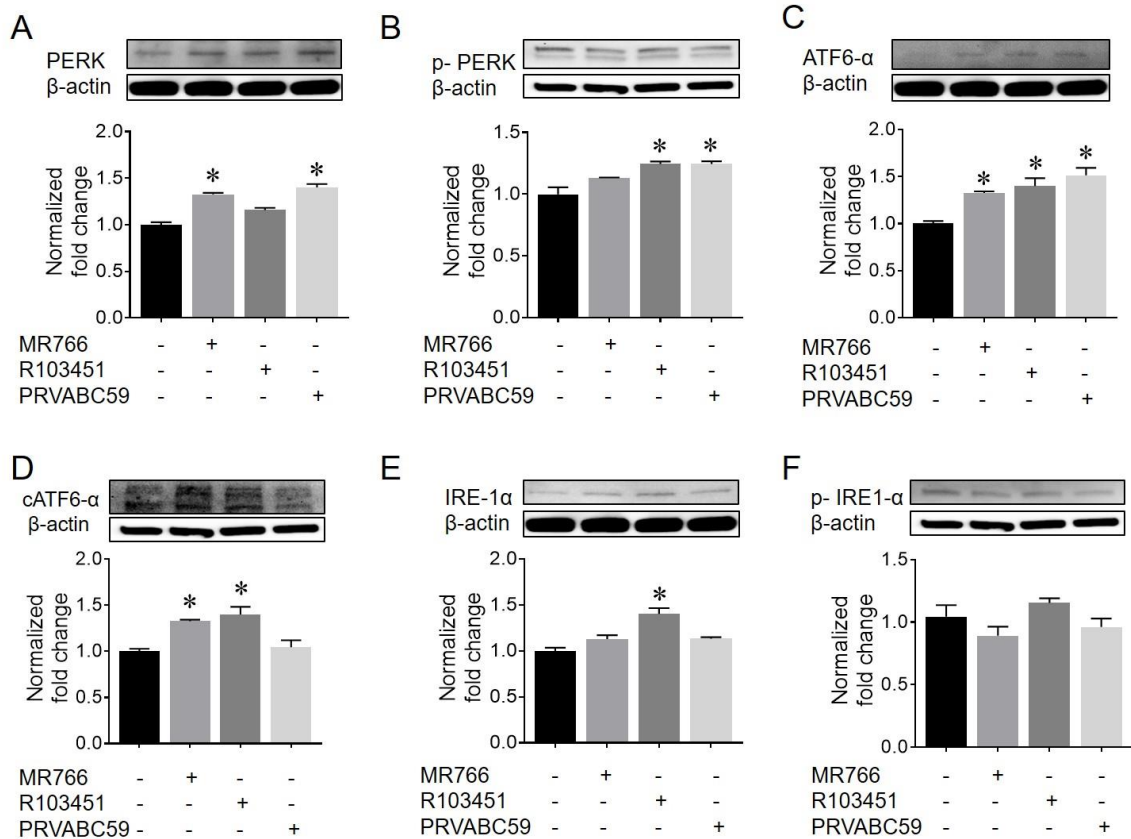 A
PERK
β-actin
2.0
1.5
1.0
0.5
0.0
Normalized
fold change
*
*
MR766 - + - -
R103451 - - + -
PRVABC59 - - - +
B
p- PERK
β-actin
1.5
1.0
0.5
0.0
Normalized
fold change
*
*
MR766 - + - -
R103451 - - + -
PRVABC59 - - - +
C
ATF6-α
β-actin
2.0
1.5
1.0
0.5
0.0
Normalized
fold change
*
*
*
MR766 - + - -
R103451 - - + -
PRVABC59 - - - +
D
cATF6-α
β-actin
2.0
1.5
1.0
0.5
0.0
Normalized
fold change
*
*
MR766 - + - -
R103451 - - + -
PRVABC59 - - - +
E
IRE-1α
β-actin
2.0
1.5
1.0
0.5
0.0
Normalized
fold change
*
MR766 - + - -
R103451 - - + -
PRVABC59 - - - +
F
p- IRE1-α
β-actin
1.5
1.0
0.5
0.0
Normalized
fold change
MR766 - + - -
R103451 - - + -
PRVABC59 - - - +